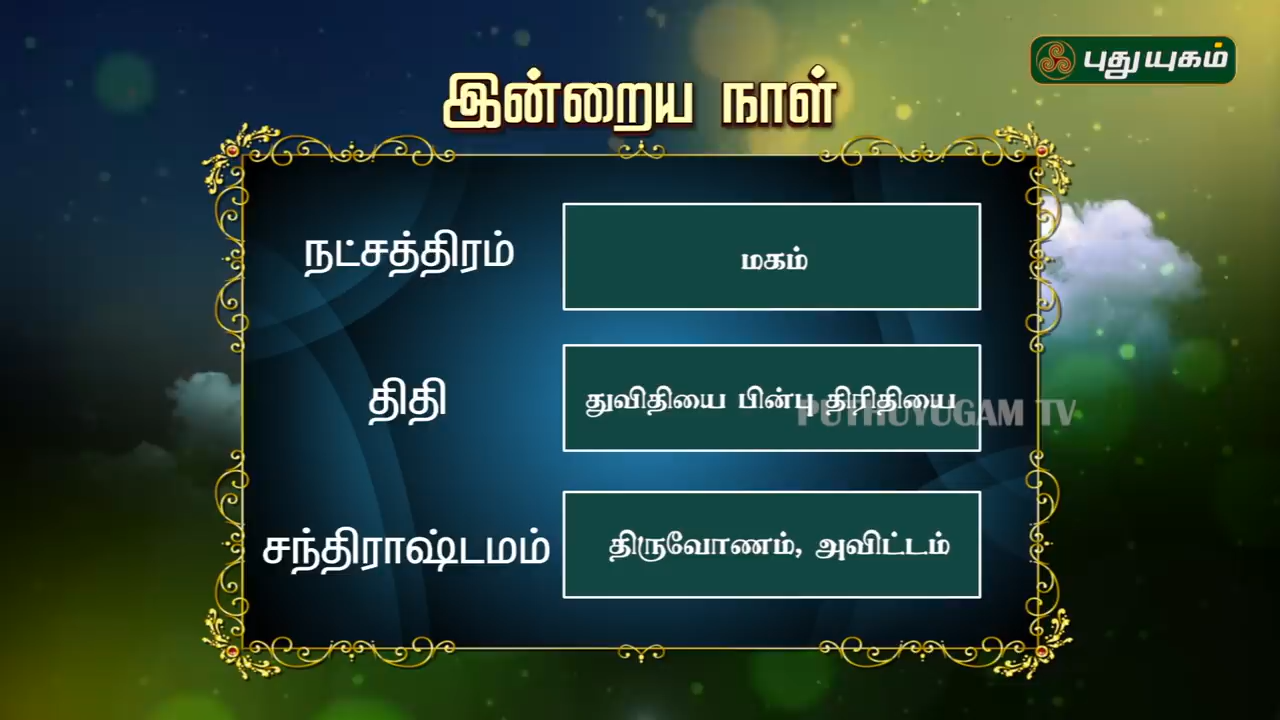 புதுயுகம்
இன்றைய நாள்
நட்சத்திரம்
மகம்
திதி
துவிதியை பின்பு திரிதியை
PUTHUYUGAM TV
சந்திராஷ்டமம்
திருவோணம், அவிட்டம்